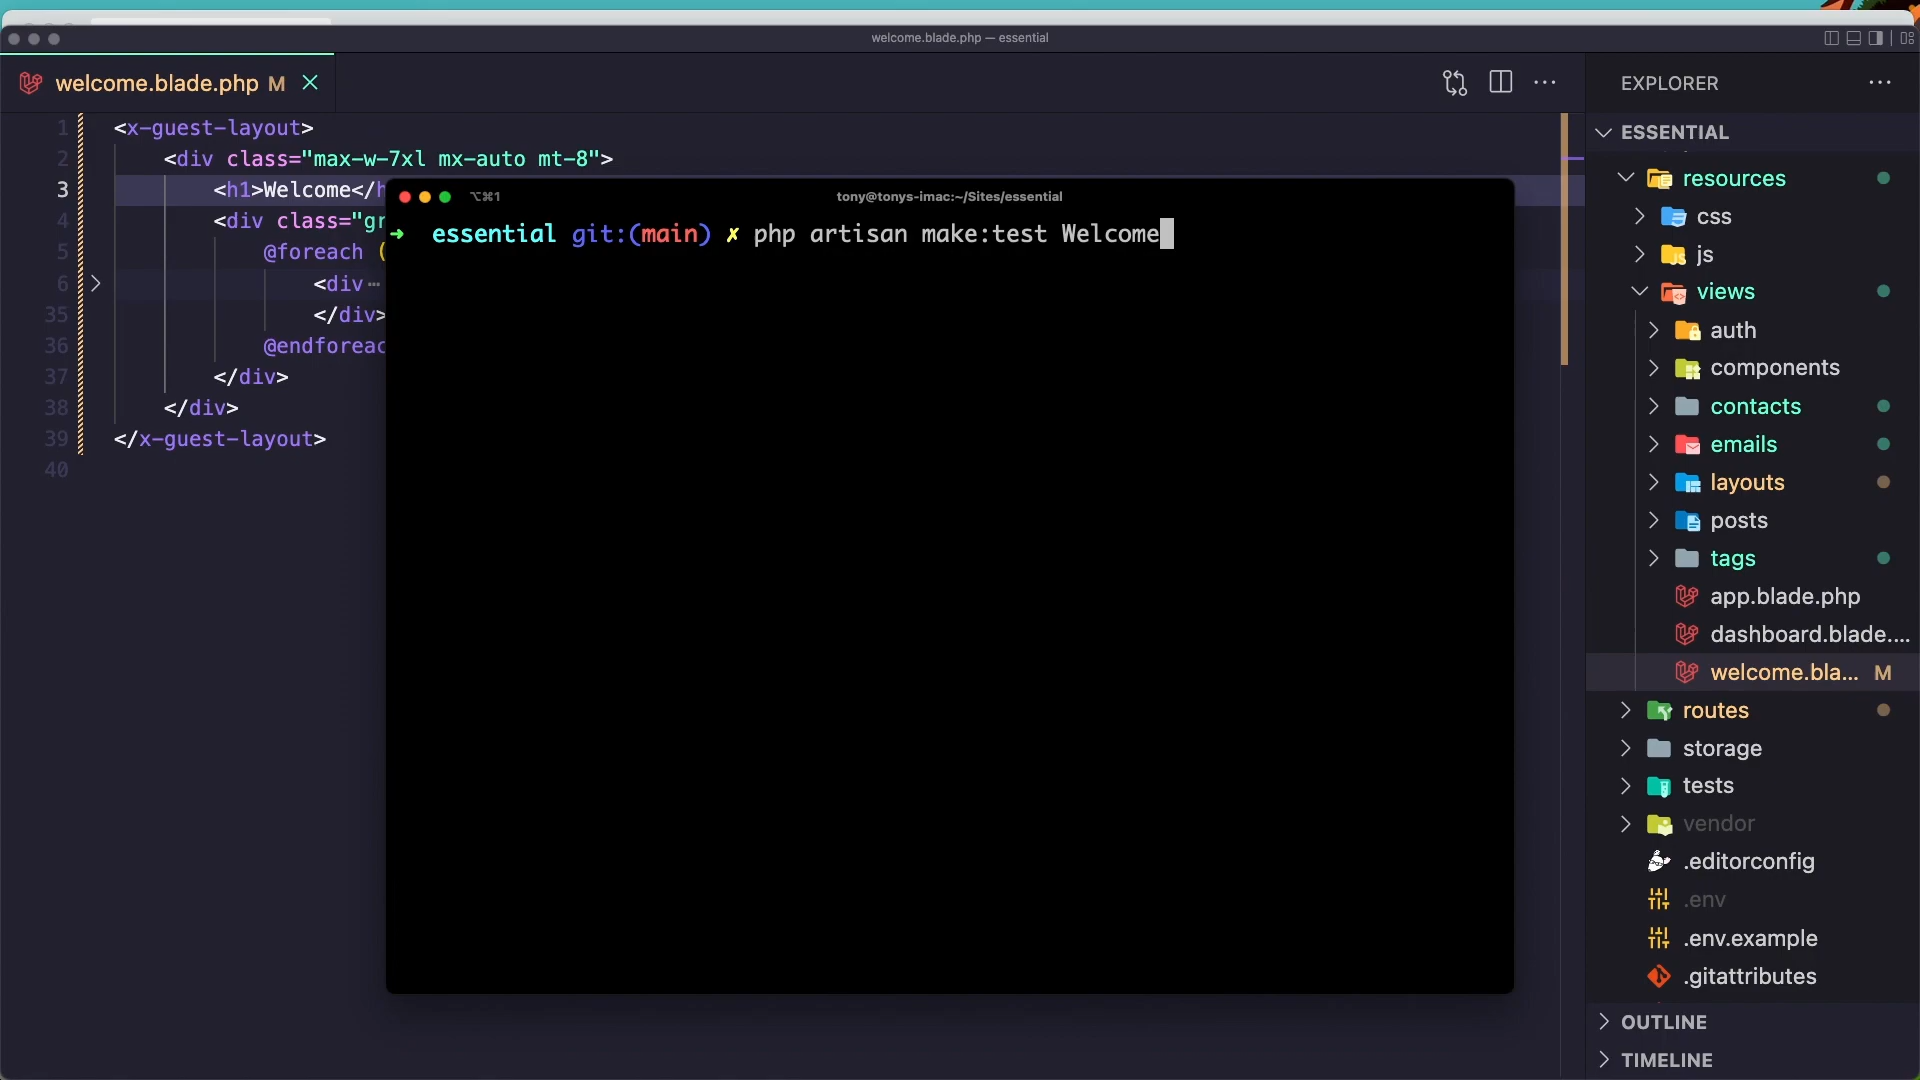 welcome.blade.php — essential
welcome.blade.php M
1 <x-guest-layout>
2 <div class="max-w-7xl mx-auto mt-8">
3 <h1>Welcome</h
4 <div class="gr
5 @foreach (
6 <div…
35 </div>
36 @endforeac
37 </div>
38 </div>
39 </x-guest-layout>
40
⌥⌘1 tony@tonys-imac:~/Sites/essential
➜ essential git:(main) ✗ php artisan make:test Welcome
EXPLORER
ESSENTIAL
resources
css
js
views
auth
components
contacts
emails
layouts
posts
tags
app.blade.php
dashboard.blade....
welcome.bla... M
routes
storage
tests
vendor
.editorconfig
.env
.env.example
.gitattributes
OUTLINE
TIMELINE